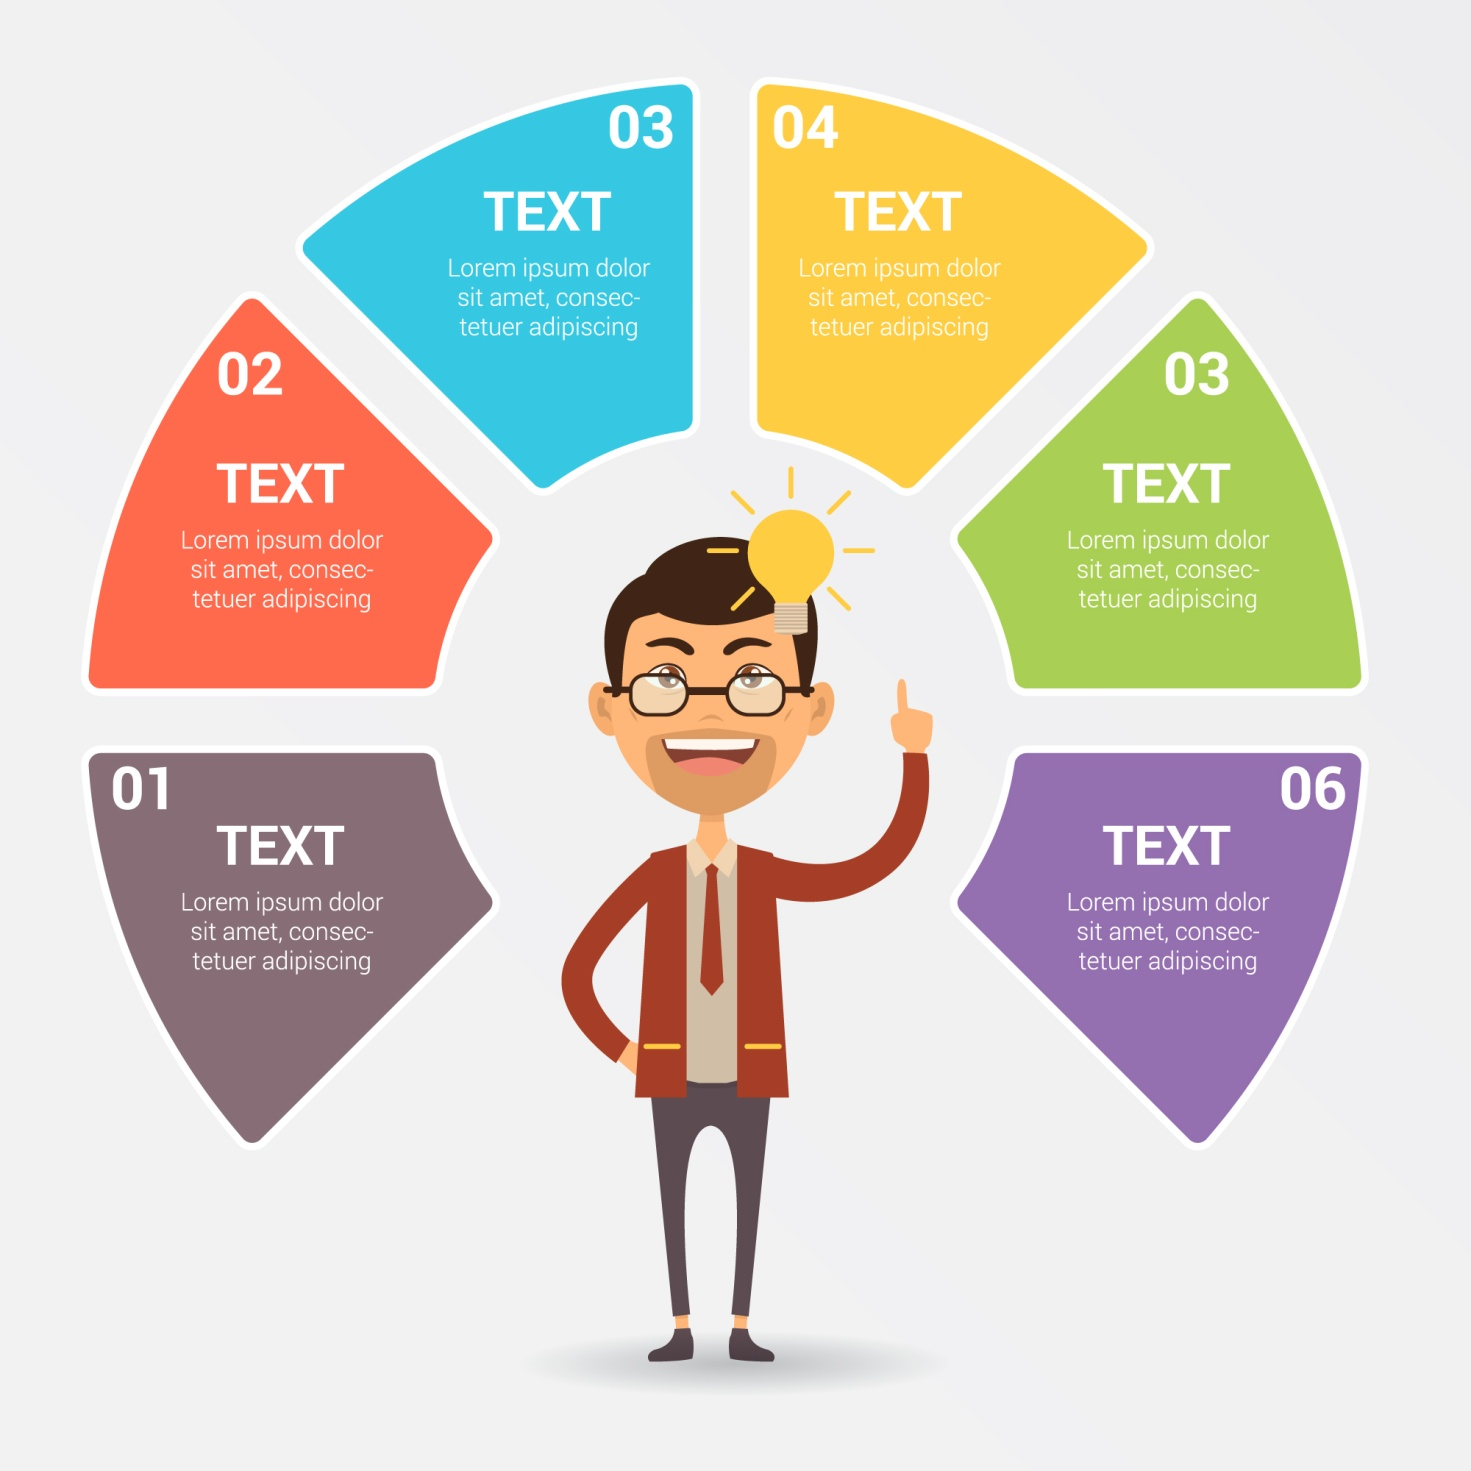 01
TEXT
Lorem ipsum dolor
sit amet, consec-
tetuer adipiscing
02
TEXT
Lorem ipsum dolor
sit amet, consec-
tetuer adipiscing
03
TEXT
Lorem ipsum dolor
sit amet, consec-
tetuer adipiscing
04
TEXT
Lorem ipsum dolor
sit amet, consec-
tetuer adipiscing
03
TEXT
Lorem ipsum dolor
sit amet, consec-
tetuer adipiscing
06
TEXT
Lorem ipsum dolor
sit amet, consec-
tetuer adipiscing